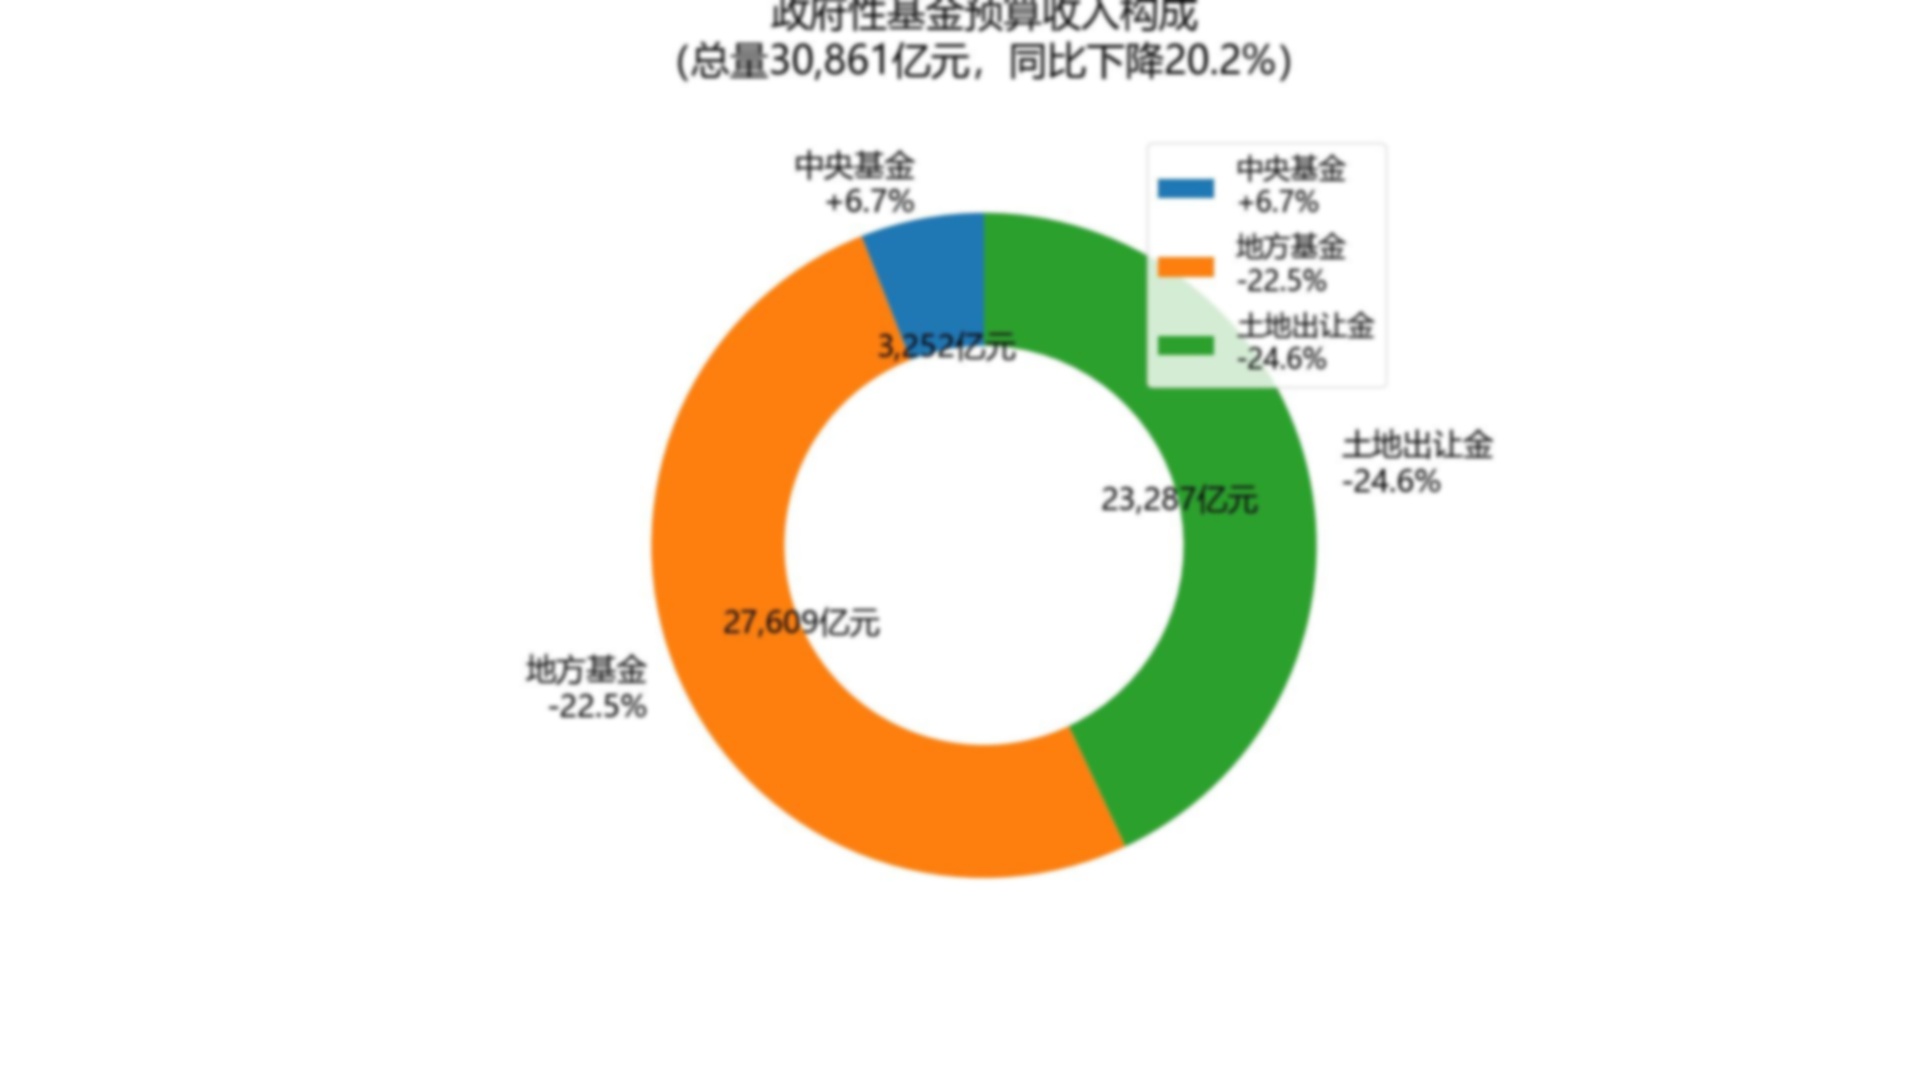 政府性基金预算收入构成
（总量30,861亿元，同比下降20.2%）
中央基金
+6.7%
中央基金
+6.7%
地方基金
-22.5%
土地出让金
-24.6%
3,252亿元
土地出让金
-24.6%
23,287亿元
27,609亿元
地方基金
-22.5%